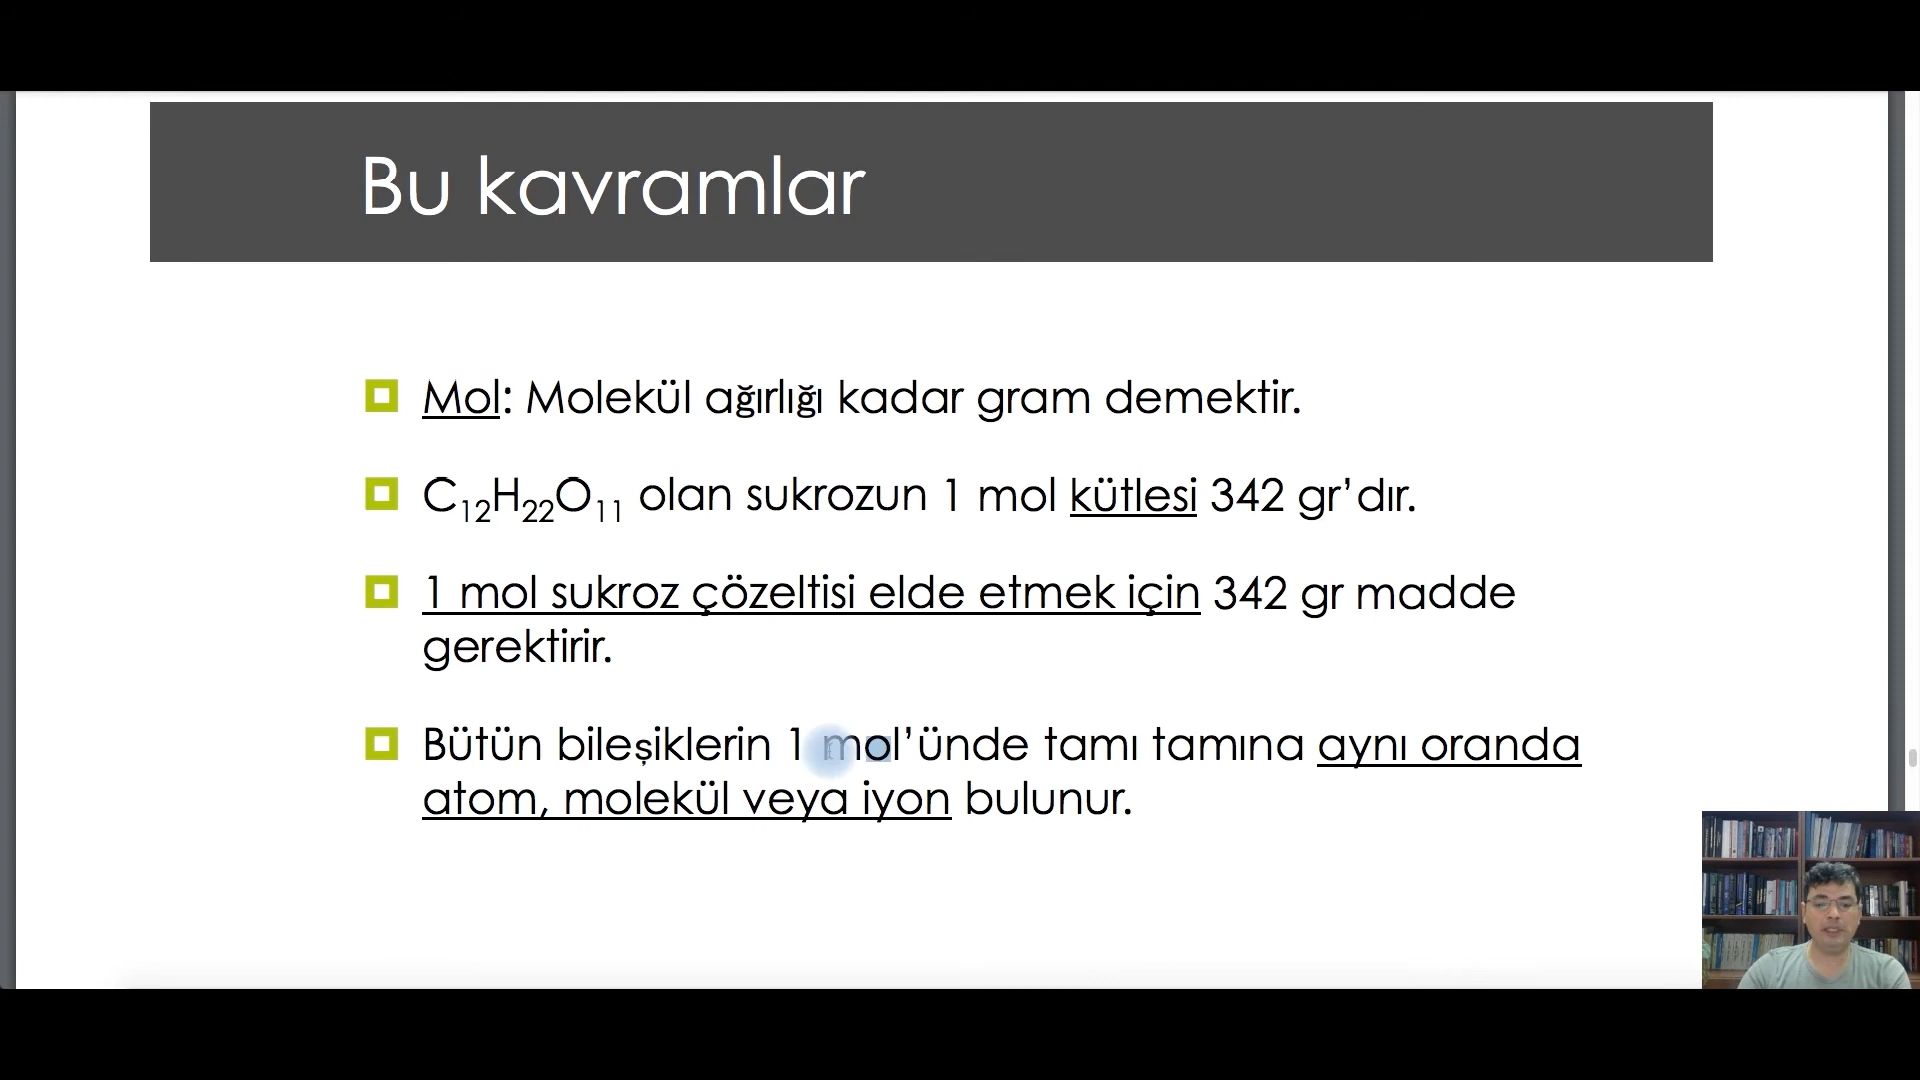 Bu kavramlar
Mol: Molekül ağırlığı kadar gram demektir.
C₁₂H₂₂O₁₁ olan sukrozun 1 mol kütlesi 342 gr’dır.
1 mol sukroz çözeltisi elde etmek için 342 gr madde
gerektirir.
Bütün bileşiklerin 1 mol’ünde tamı tamına aynı oranda
atom, molekül veya iyon bulunur.